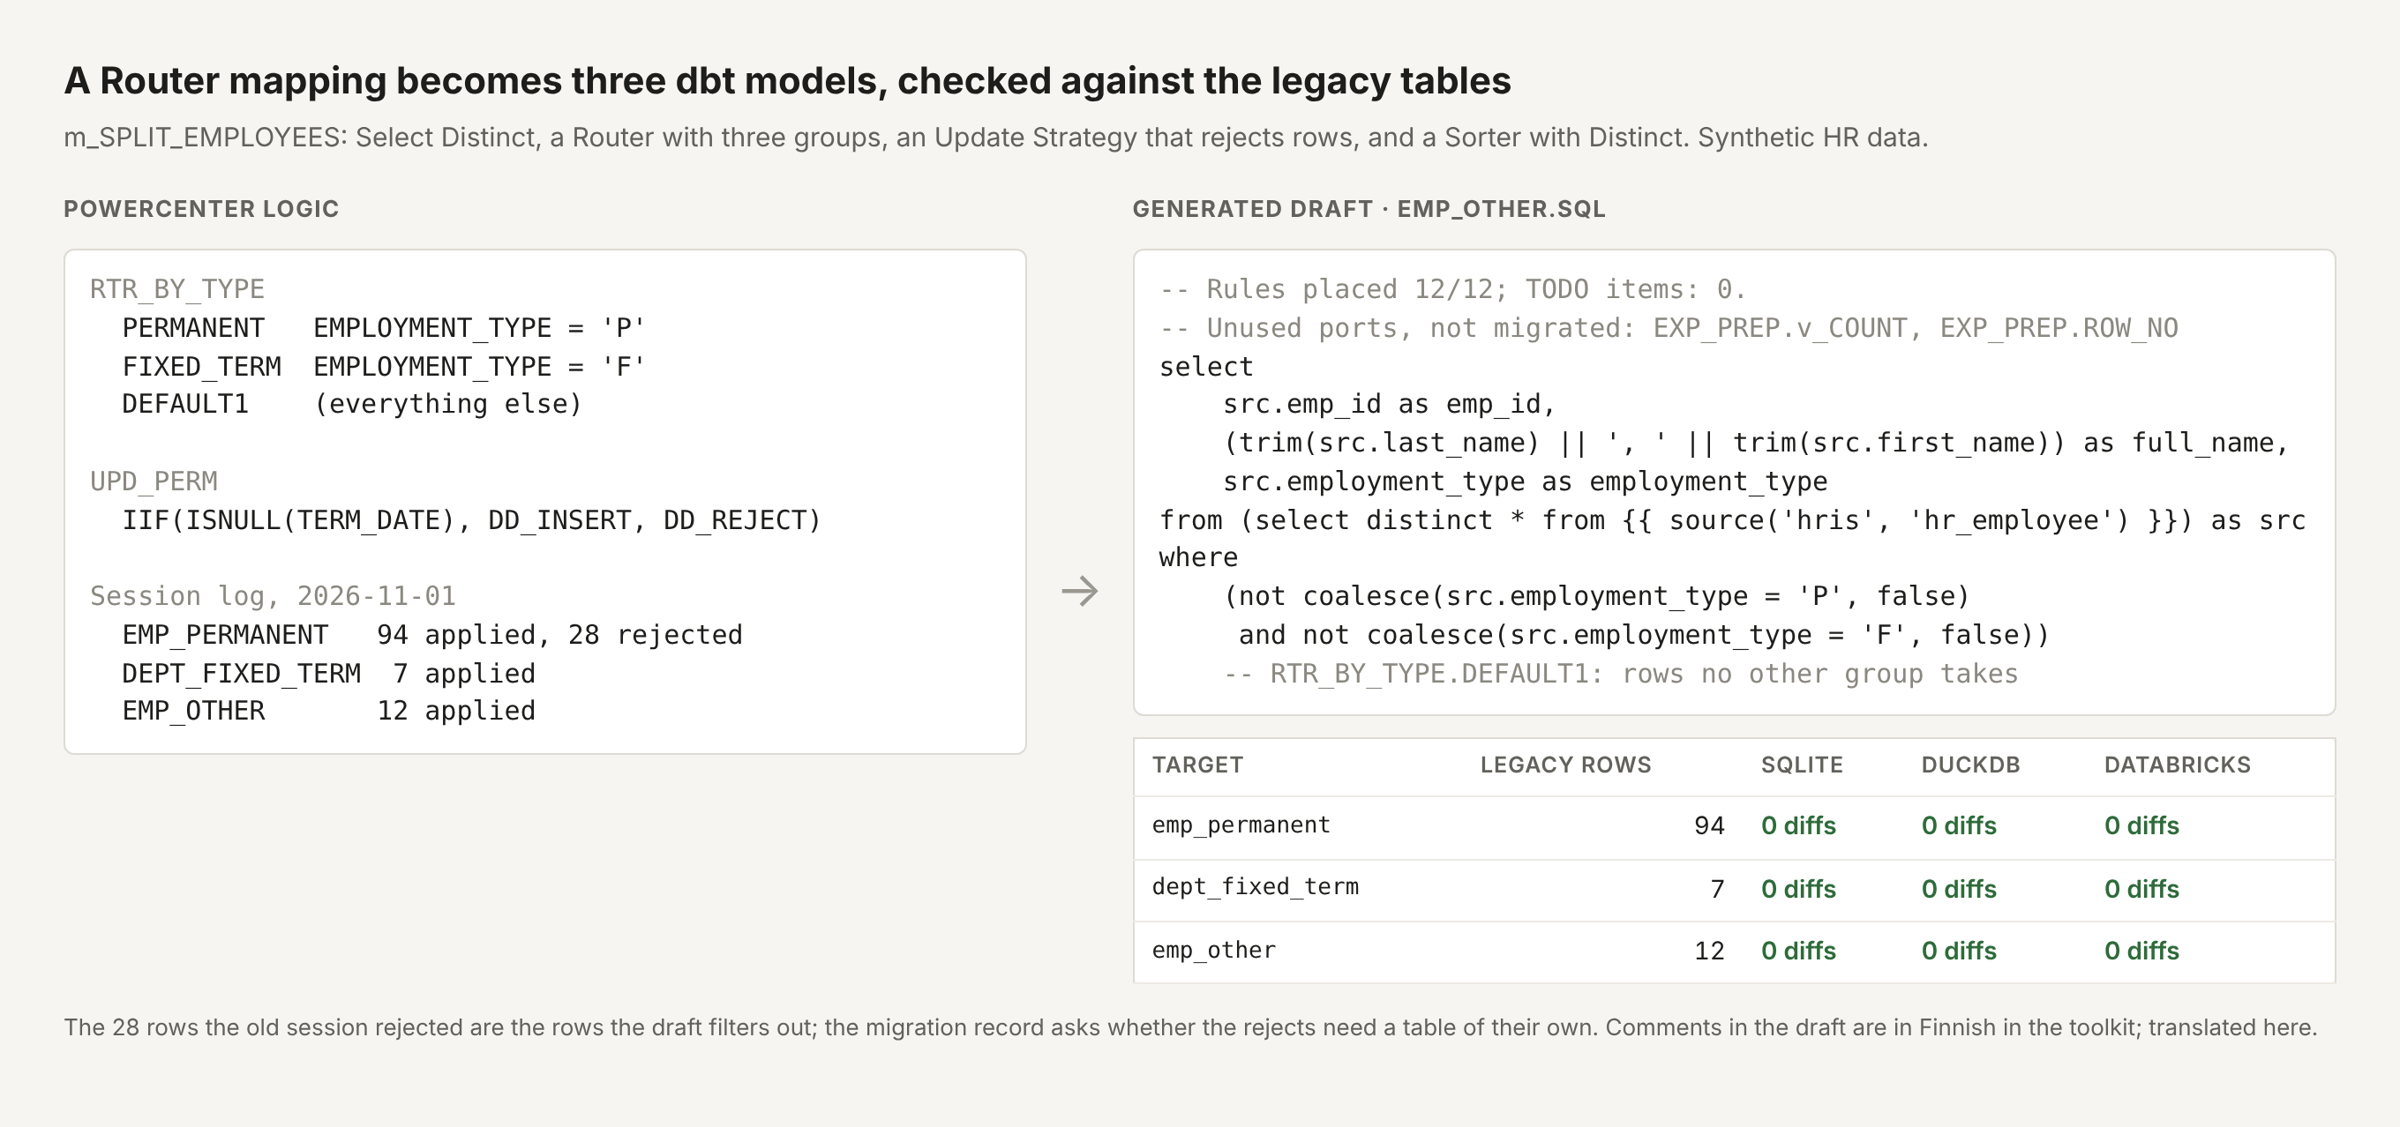 A Router mapping becomes three dbt models, checked against the legacy tables
m_SPLIT_EMPLOYEES: Select Distinct, a Router with three groups, an Update Strategy that rejects rows, and a Sorter with Distinct. Synthetic HR data.
POWERCENTER LOGIC
RTR_BY_TYPE
  PERMANENT   EMPLOYMENT_TYPE = 'P'
  FIXED_TERM  EMPLOYMENT_TYPE = 'F'
  DEFAULT1    (everything else)
UPD_PERM
  IIF(ISNULL(TERM_DATE), DD_INSERT, DD_REJECT)
Session log, 2026-11-01
  EMP_PERMANENT   94 applied, 28 rejected
  DEPT_FIXED_TERM  7 applied
  EMP_OTHER       12 applied
→
GENERATED DRAFT · EMP_OTHER.SQL
-- Rules placed 12/12; TODO items: 0.
-- Unused ports, not migrated: EXP_PREP.v_COUNT, EXP_PREP.ROW_NO
select
    src.emp_id as emp_id,
    (trim(src.last_name) || ', ' || trim(src.first_name)) as full_name,
    src.employment_type as employment_type
from (select distinct * from {{ source('hris', 'hr_employee') }}) as src
where
    (not coalesce(src.employment_type = 'P', false)
     and not coalesce(src.employment_type = 'F', false))
    -- RTR_BY_TYPE.DEFAULT1: rows no other group takes
TARGET LEGACY ROWS SQLITE DUCKDB DATABRICKS
emp_permanent 94 0 diffs 0 diffs 0 diffs
dept_fixed_term 7 0 diffs 0 diffs 0 diffs
emp_other 12 0 diffs 0 diffs 0 diffs
The 28 rows the old session rejected are the rows the draft filters out; the migration record asks whether the rejects need a table of their own. Comments in the draft are in Finnish in the toolkit; translated here.